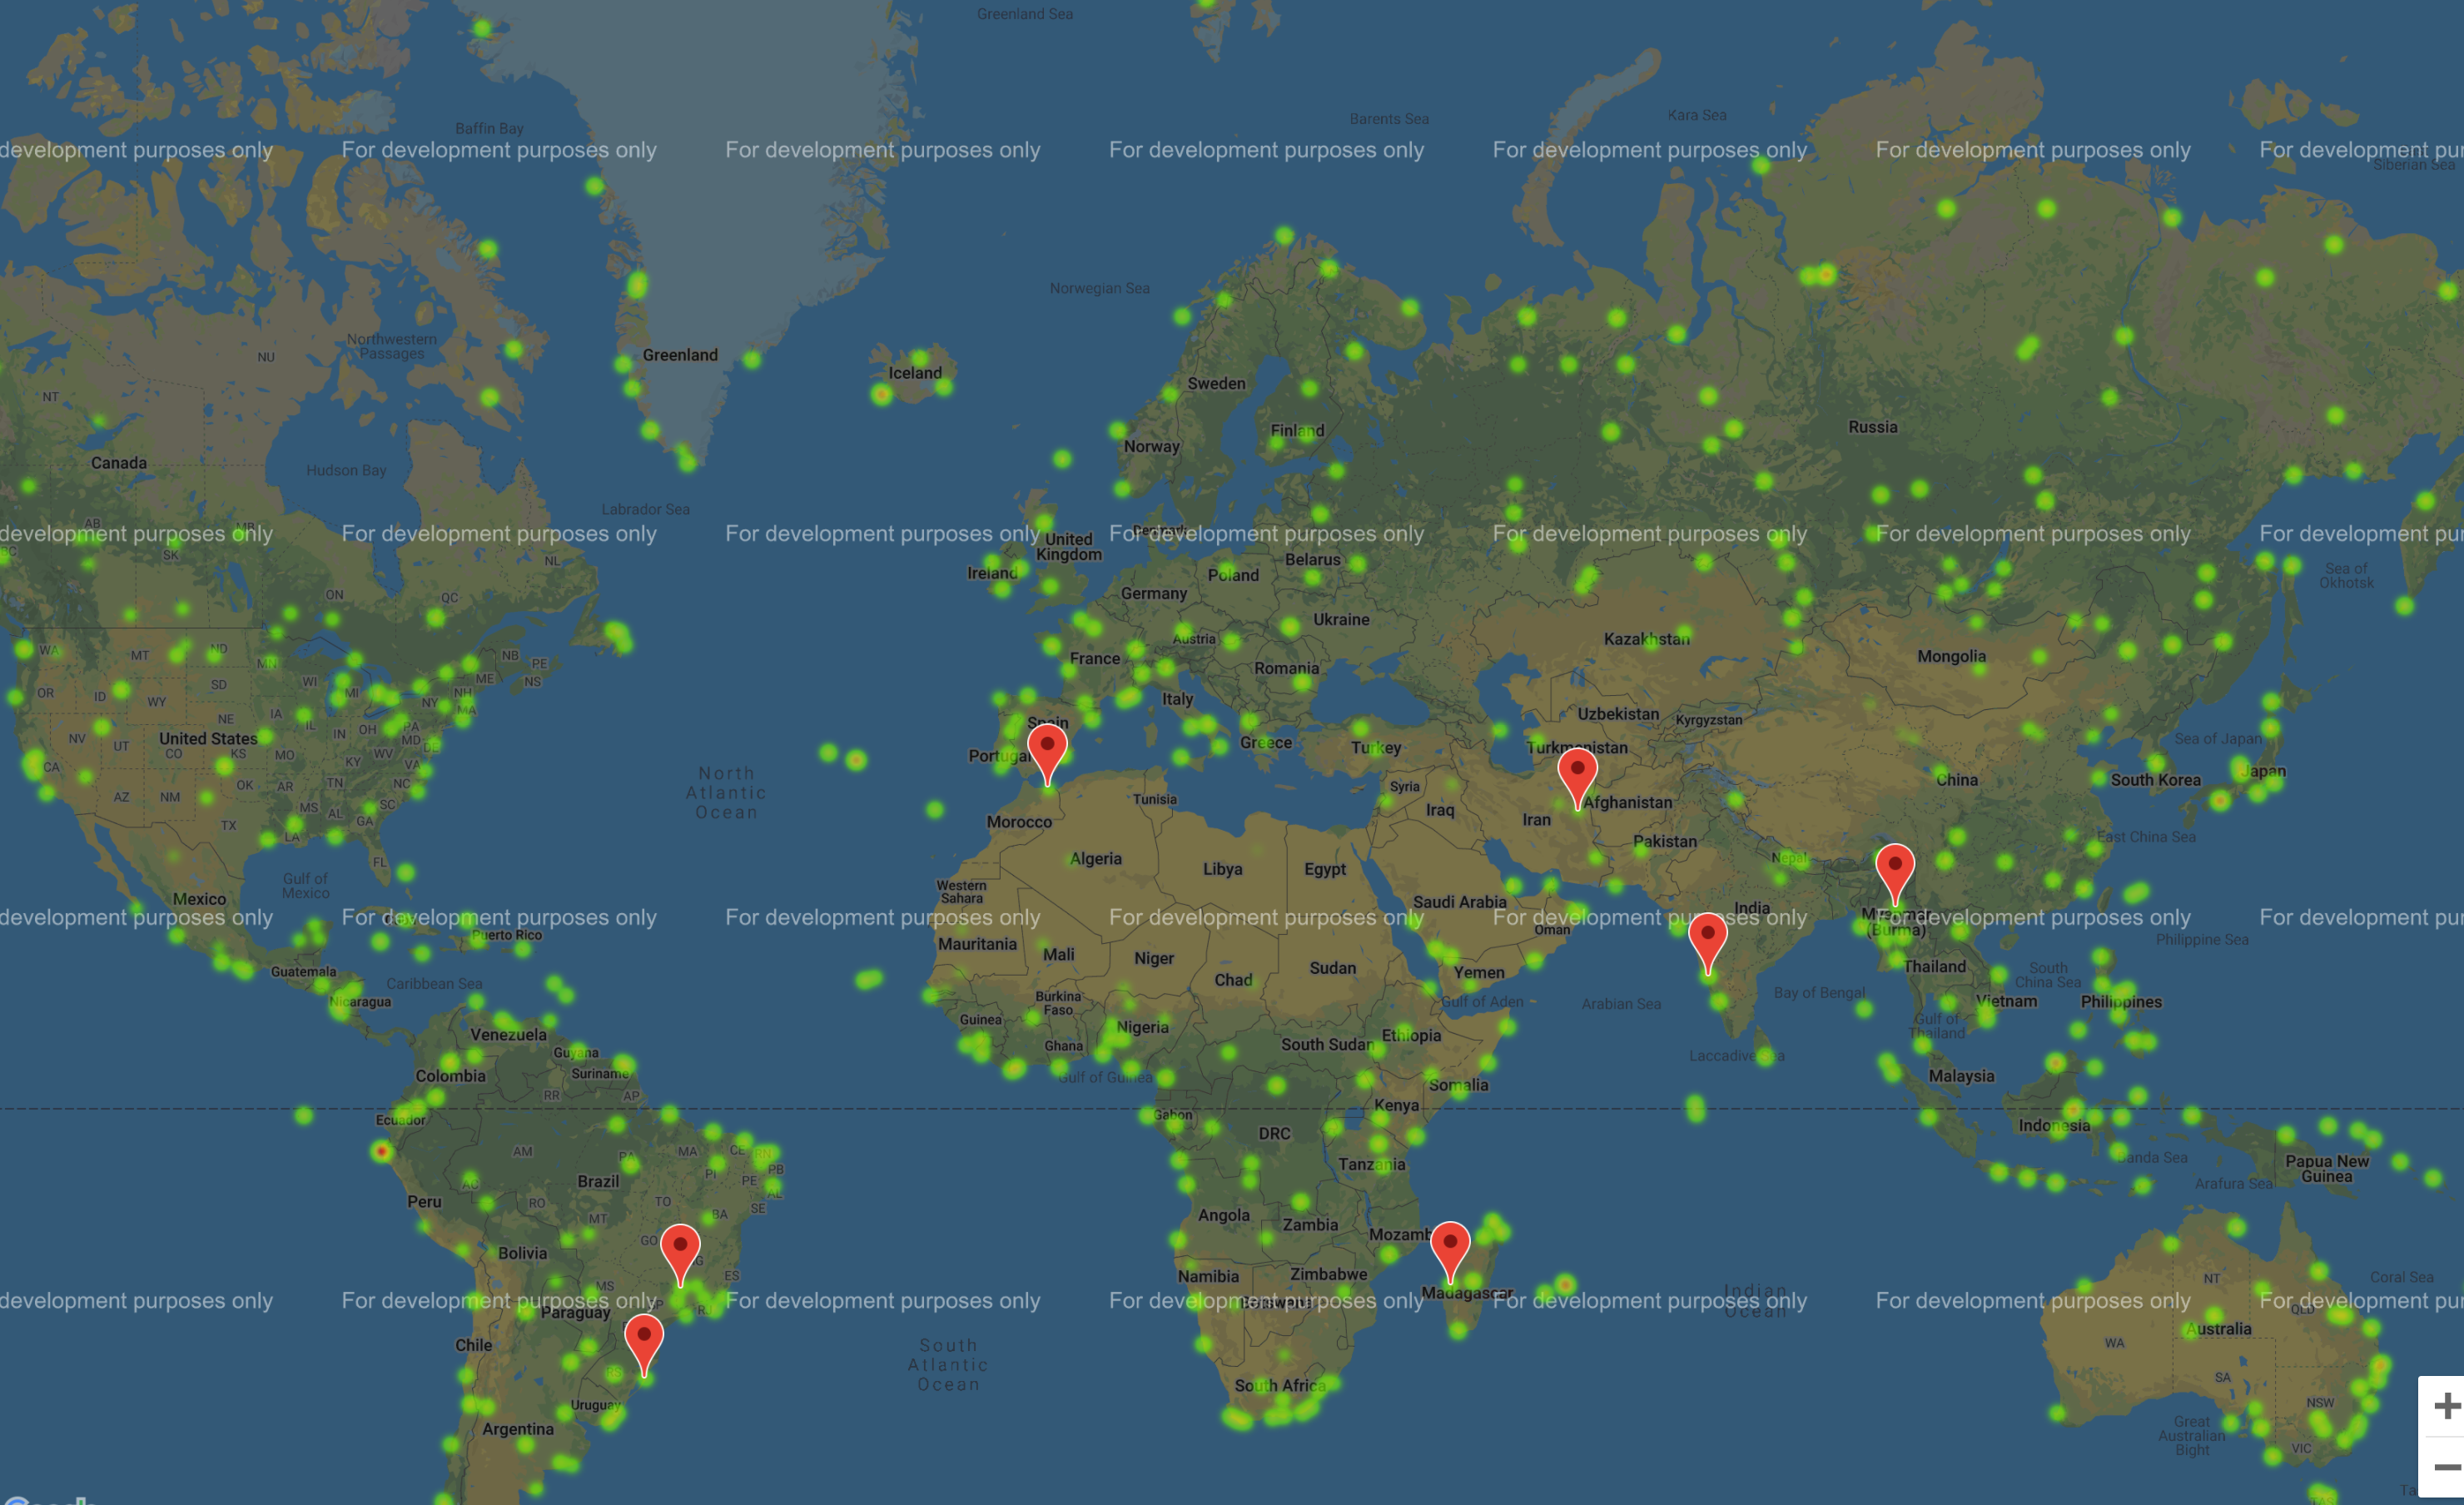 Greenland Sea
Baffin Bay
Barents Sea
Kara Sea
development purposes only
For development purposes only
For development purposes only
For development purposes only
For development purposes only
For development purposes only
For development pur
Siberian Sea
Norwegian Sea
Northwestern
Passages
NU
Greenland
Iceland
Sweden
NT
Finland
Russia
Norway
Canada
Hudson Bay
Labrador Sea
AB
MB
development purposes only
For development purposes only
For development purposes only
For development purposes only
For development purposes only
For development purposes only
For development pur
Denmark
BC
SK
United
Kingdom
NL
Belarus
Ireland
Poland
Sea of
Okhotsk
ON
QC
Germany
Ukraine
Austria
Kazakhstan
WA
MT
ND
MN
NB
PE
NS
France
Mongolia
Romania
OR
ID
WY
SD
WI
MI
ME
NH
MA
NY
Italy
Uzbekistan
Kyrgyzstan
NV
UT
United States
CO
NE
IA
IL
IN
OH
PA
MD
DE
Spain
Portugal
Greece
Turkey
Turkmenistan
Sea of Japan
CA
KS
MO
KY
WV
VA
North
Atlantic
Ocean
Syria
China
South Korea
Japan
AZ
NM
OK
AR
TN
NC
SC
Tunisia
Iraq
Afghanistan
Iran
TX
MS
AL
GA
LA
Morocco
Pakistan
East China Sea
FL
Gulf of
Mexico
Algeria
Libya
Egypt
Nepal
Western
Sahara
Mexico
Saudi Arabia
India
Myanmar
(Burma)
development purposes only
For development purposes only
For development purposes only
For development purposes only
For development purposes only
For development purposes only
For development pur
Puerto Rico
Oman
Philippine Sea
Mauritania
Mali
Niger
Chad
Sudan
Yemen
Thailand
South
China Sea
Guatemala
Caribbean Sea
Nicaragua
Burkina
Faso
Gulf of Aden
Arabian Sea
Bay of Bengal
Vietnam
Philippines
Guinea
Nigeria
Gulf of
Thailand
Venezuela
Ghana
South Sudan
Ethiopia
Guyana
Laccadive Sea
Colombia
Suriname
Gulf of Guinea
Somalia
Malaysia
RR
AP
Kenya
Ecuador
Gabon
DRC
Indonesia
AM
PA
MA
CE
RN
PB
PI
PE
AL
Tanzania
Banda Sea
Papua New
Guinea
Arafura Sea
Brazil
AC
Peru
RO
TO
SE
MT
BA
Angola
Zambia
Mozamb
Bolivia
GO
MG
ES
Namibia
Zimbabwe
Madagascar
NT
Coral Sea
MS
SP
RJ
Indian
Ocean
development purposes only
For development purposes only
For development purposes only
For development purposes only
For development purposes only
For development purposes only
For development pur
Botswana
QLD
Paraguay
Australia
WA
Chile
South
Atlantic
Ocean
RS
South Africa
SA
Uruguay
NSW
Argentina
Great
Australian
Bight
VIC
TAS
Google